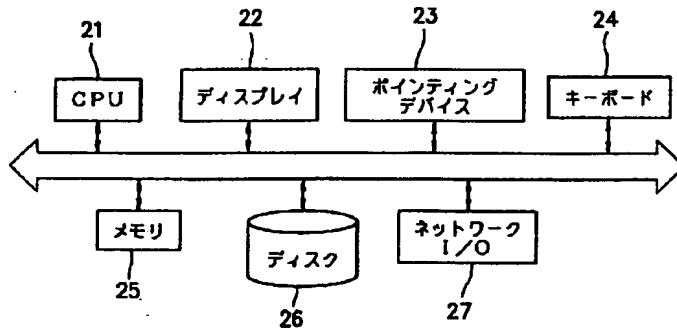 21
22
23
24
CPU
ディスプレイ
ポインティング
デバイス
キーボード
メモリ
ディスク
ネットワーク
I/O
25
26
27